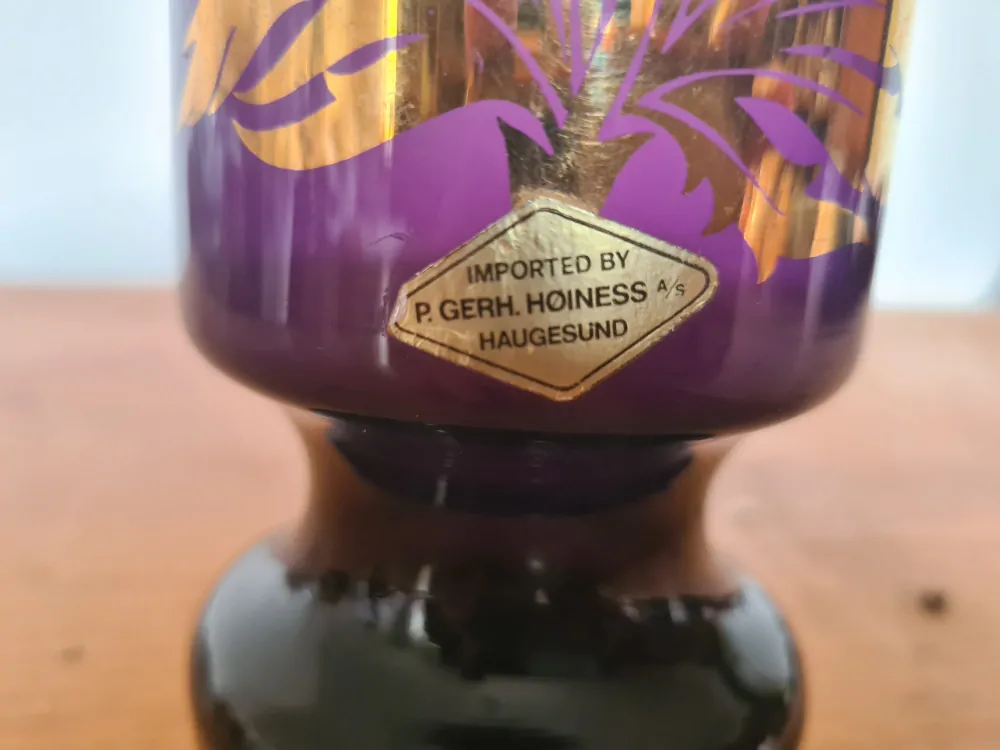 IMPORTED BY
P. GERH. HØINESS A/S
HAUGESUND